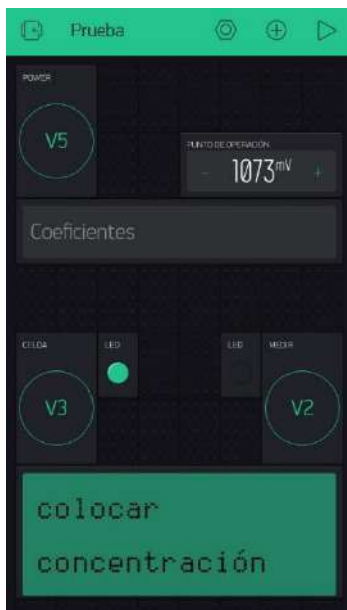 Prueba
POWER
V5
PUNTO DE OPERACIÓN
- 1073mV +
Coeficientes
CELDA
LED
LED
MEDIR
V3
V2
colocar
concentración